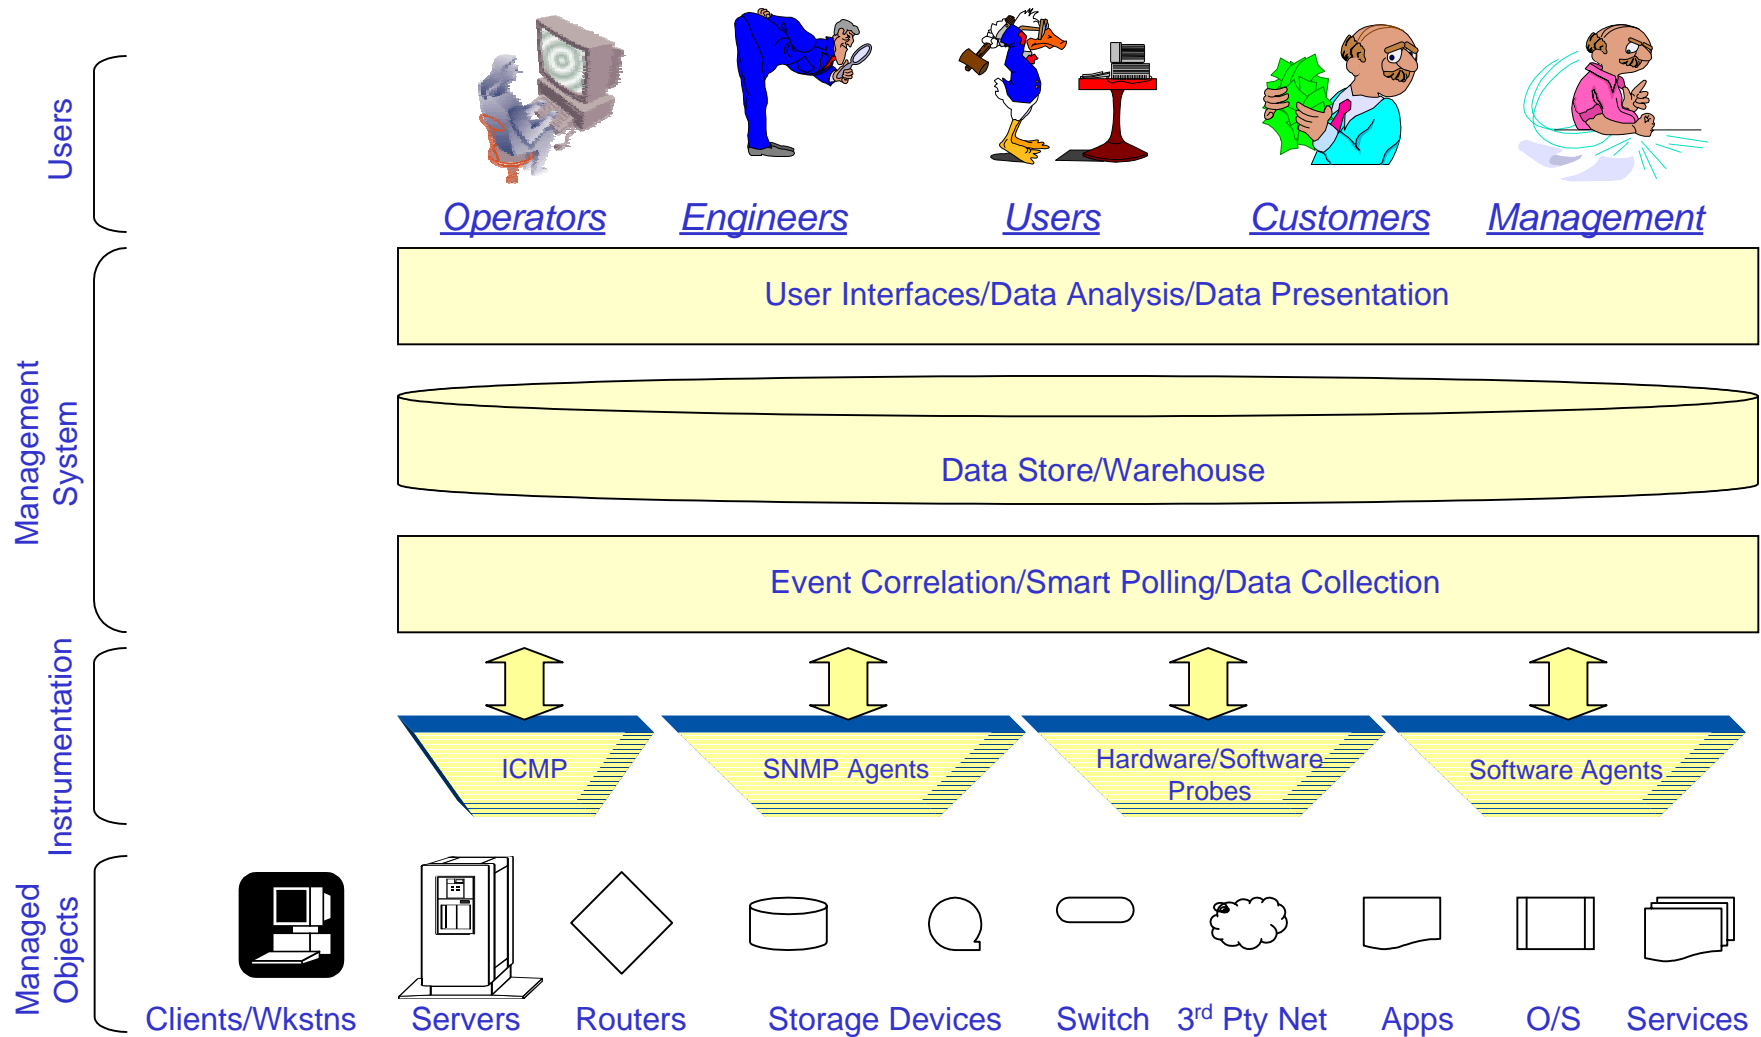 Users
Operators
Engineers
Users
Customers
Management
Management
System
User Interfaces/Data Analysis/Data Presentation
Data Store/Warehouse
Event Correlation/Smart Polling/Data Collection
Instrumentation
ICMP
SNMP Agents
Hardware/Software
Probes
Software Agents
Managed
Objects
Clients/Wkstns
Servers
Routers
Storage Devices
Switch
3rd Pty Net
Apps
O/S
Services